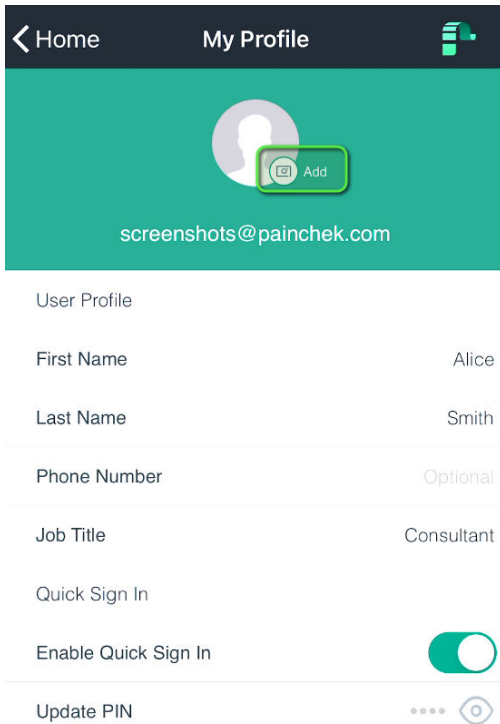 Home My Profile
Add
screenshots@painchek.com
User Profile
First Name Alice
Last Name Smith
Phone Number Optional
Job Title Consultant
Quick Sign In
Enable Quick Sign In
Update PIN